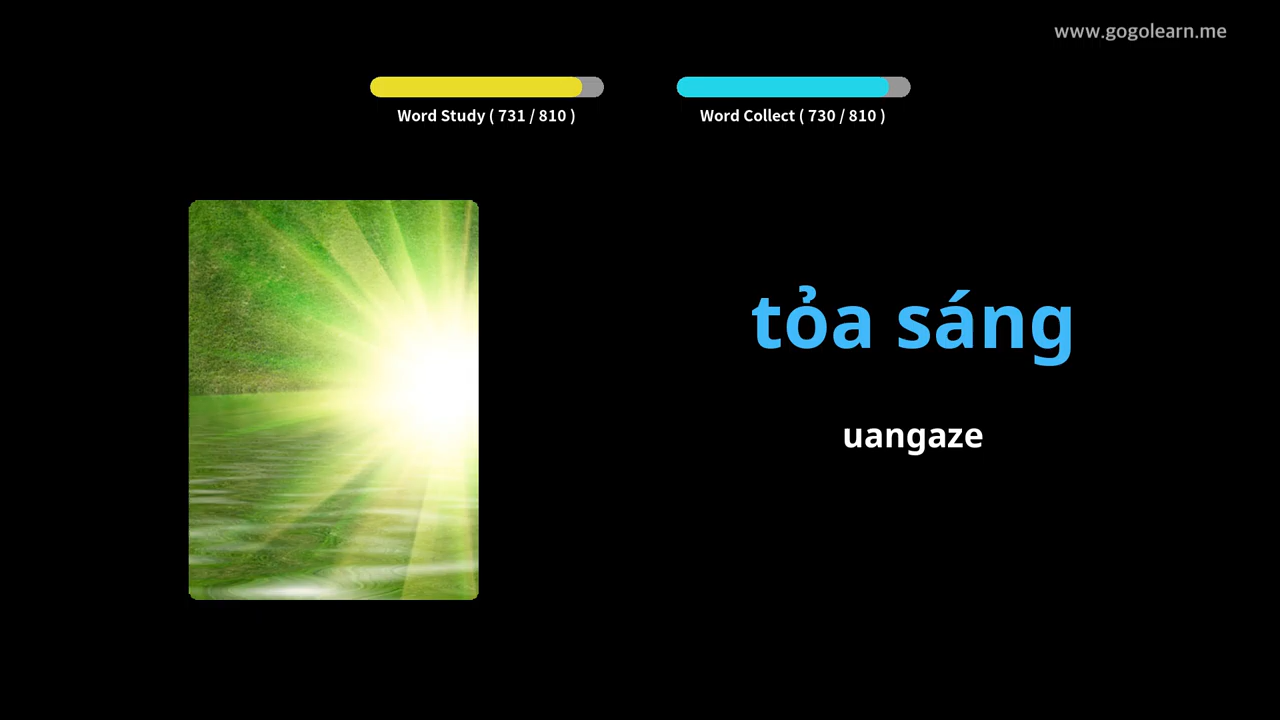 www.gogolearn.me
Word Study ( 731 / 810 )
Word Collect ( 730 / 810 )
tỏa sáng
uangaze